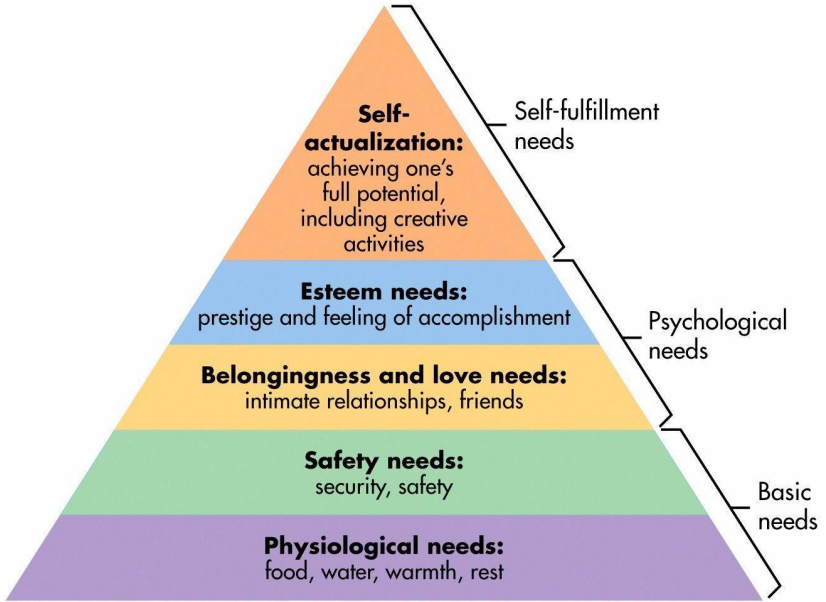 Self-
actualization:
achieving one's
full potential,
including creative
activities
Self-fulfillment
needs
Esteem needs:
prestige and feeling of accomplishment
Belongingness and love needs:
intimate relationships, friends
Psychological
needs
Safety needs:
security, safety
Physiological needs:
food, water, warmth, rest
Basic
needs